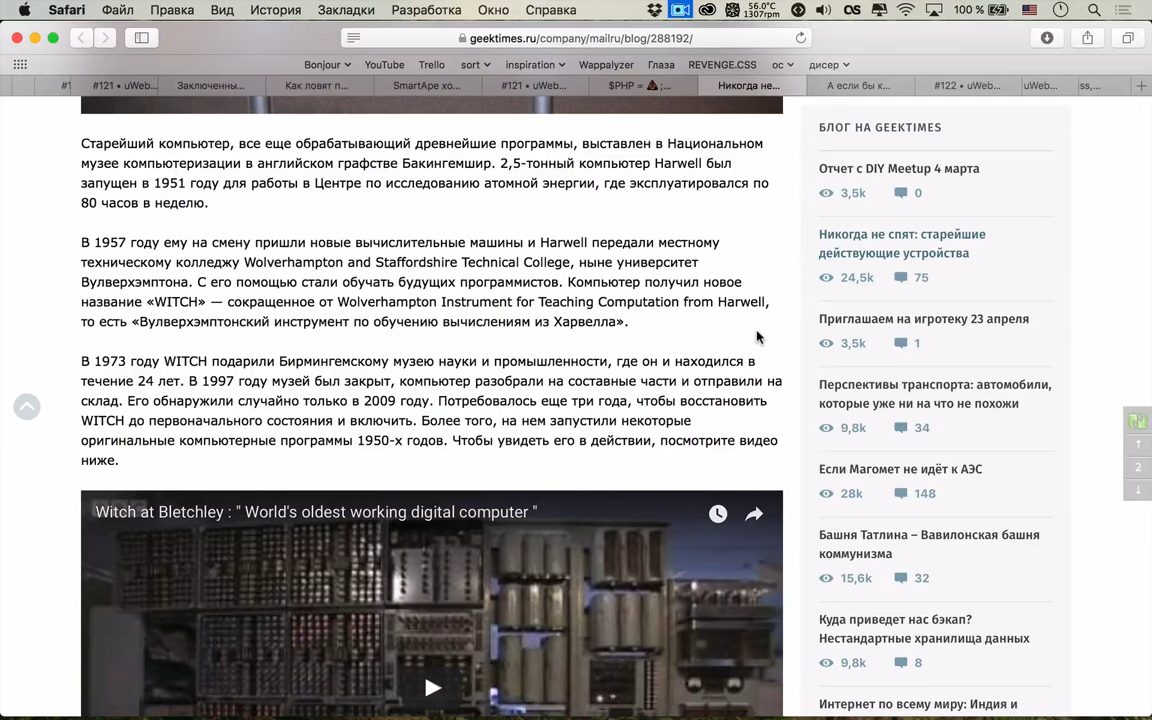 Safari Файл Правка Вид История Закладки Разработка Окно Справка 56.0°C 1307rpm 100 %
geektimes.ru/company/mailru/blog/288192/
Bonjour YouTube Trello sort inspiration Wappalyzer Глаза REVENGE.CSS ос дисер
#1 #121 • uWeb... Заключенны... Как ловят п... SmartApe хо... #121 • uWeb... $PHP = 💩;... Никогда не... А если бы к... #122 • uWeb... uWeb... ss,...
Старейший компьютер, все еще обрабатывающий древнейшие программы, выставлен в Национальном
музее компьютеризации в английском графстве Бакингемшир. 2,5-тонный компьютер Harwell был
запущен в 1951 году для работы в Центре по исследованию атомной энергии, где эксплуатировался по
80 часов в неделю.
В 1957 году ему на смену пришли новые вычислительные машины и Harwell передали местному
техническому колледжу Wolverhampton and Staffordshire Technical College, ныне университет
Вулверхэмптона. С его помощью стали обучать будущих программистов. Компьютер получил новое
название «WITCH» — сокращенное от Wolverhampton Instrument for Teaching Computation from Harwell,
то есть «Вулверхэмптонский инструмент по обучению вычислениям из Харвелла».
В 1973 году WITCH подарили Бирмингемскому музею науки и промышленности, где он и находился в
течение 24 лет. В 1997 году музей был закрыт, компьютер разобрали на составные части и отправили на
склад. Его обнаружили случайно только в 2009 году. Потребовалось еще три года, чтобы восстановить
WITCH до первоначального состояния и включить. Более того, на нем запустили некоторые
оригинальные компьютерные программы 1950-х годов. Чтобы увидеть его в действии, посмотрите видео
ниже.
Witch at Bletchley : " World's oldest working digital computer "
БЛОГ НА GEEKTIMES
Отчет с DIY Meetup 4 марта
3,5k 0
Никогда не спят: старейшие
действующие устройства
24,5k 75
Приглашаем на игротеку 23 апреля
3,5k 1
Перспективы транспорта: автомобили,
которые уже ни на что не похожи
9,8k 34
Если Магомет не идёт к АЭС
28k 148
Башня Татлина – Вавилонская башня
коммунизма
15,6k 32
Куда приведет нас бэкап?
Нестандартные хранилища данных
9,8k 8
Интернет по всему миру: Индия и
2